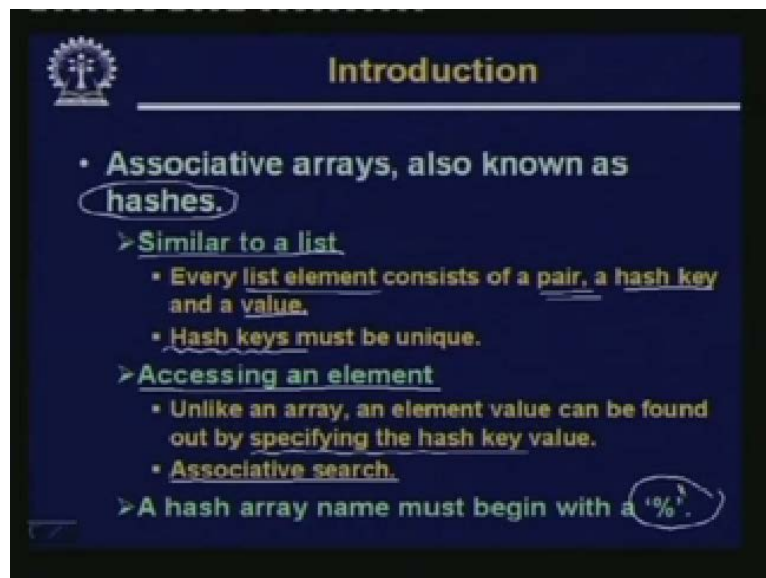 Introduction
• Associative arrays, also known as
hashes.
➢Similar to a list
▪ Every list element consists of a pair, a hash key
and a value.
▪ Hash keys must be unique.
➢Accessing an element
▪ Unlike an array, an element value can be found
out by specifying the hash key value.
▪ Associative search.
➢A hash array name must begin with a '%'.